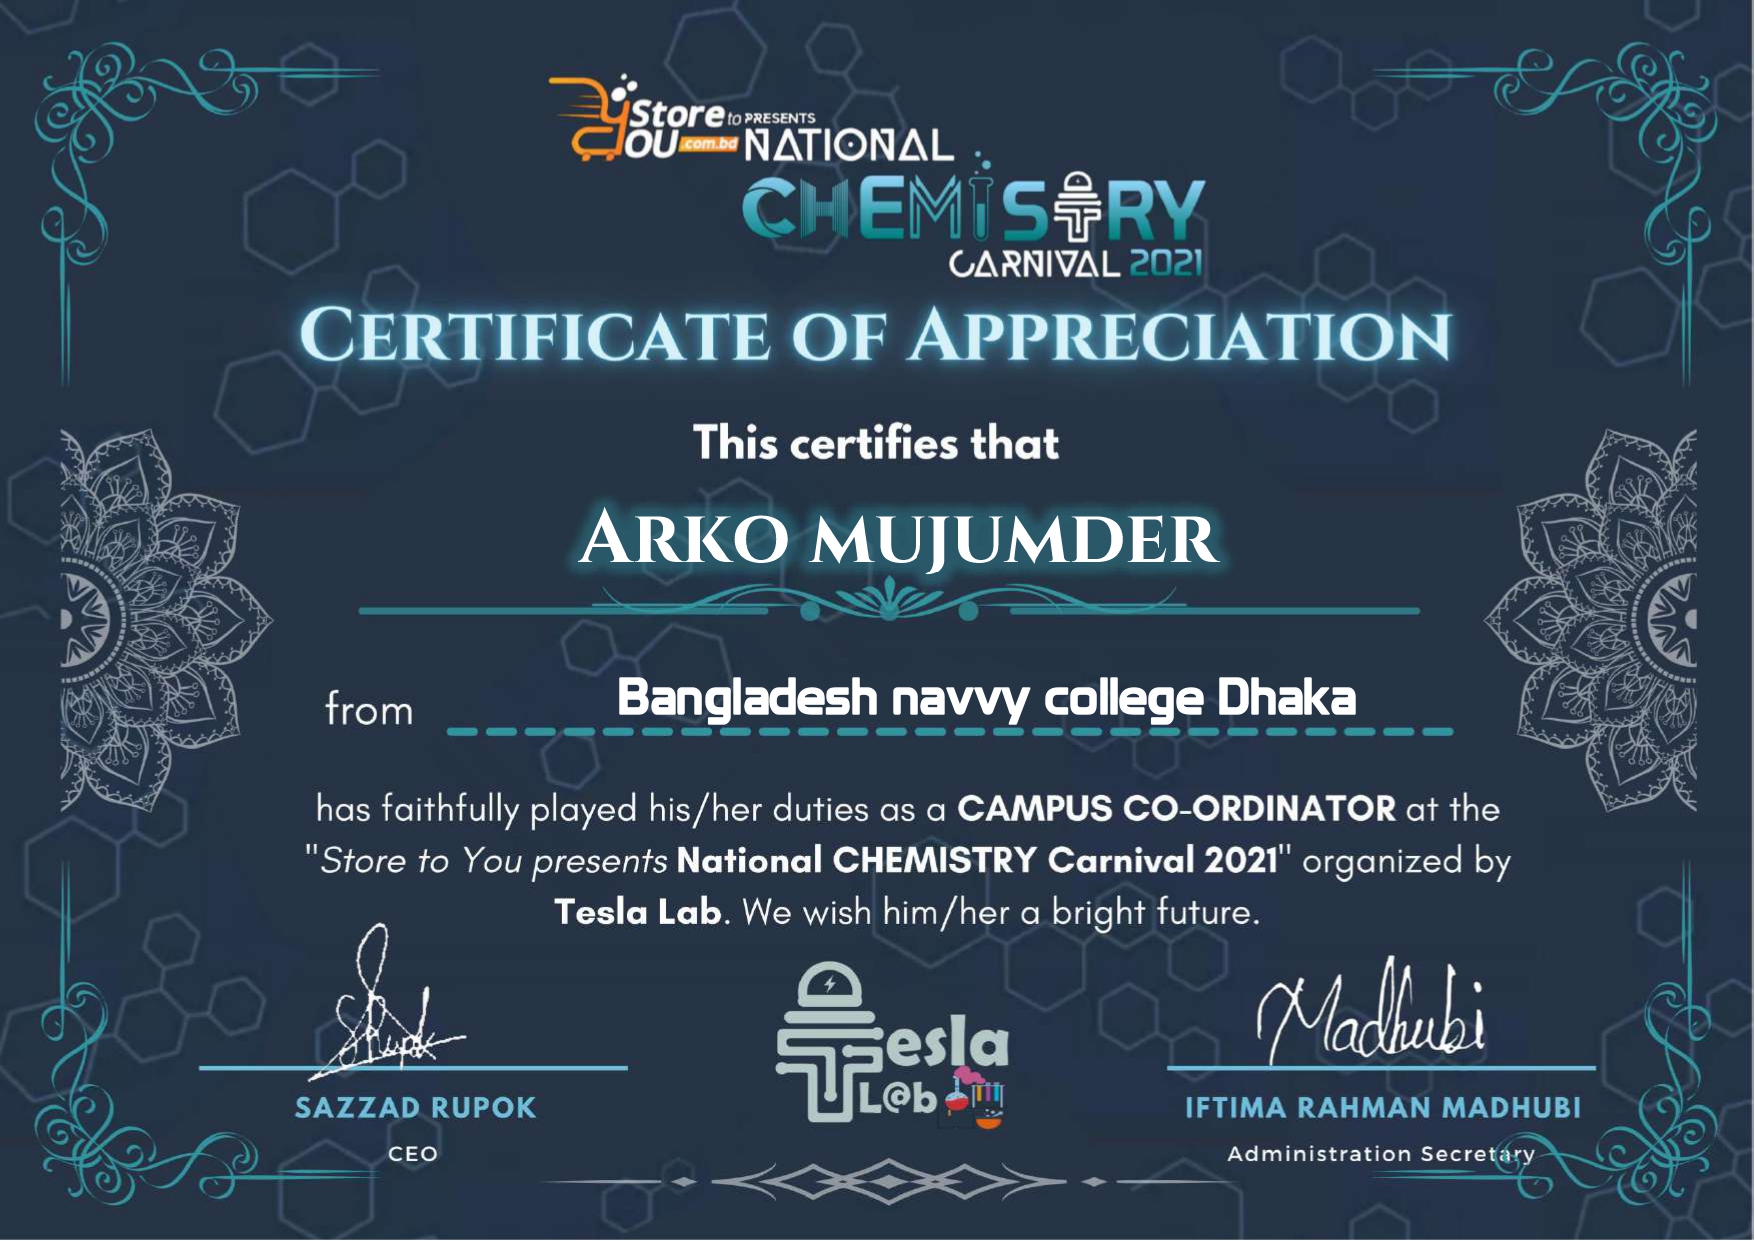 Store to PRESENTS
YOU .com.bd NATIONAL
CHEMISTRY
CARNIVAL 2021
CERTIFICATE OF APPRECIATION
This certifies that
ARKO MUJUMDER
from Bangladesh navvy college Dhaka
has faithfully played his/her duties as a CAMPUS CO-ORDINATOR at the
"Store to You presents National CHEMISTRY Carnival 2021" organized by
Tesla Lab. We wish him/her a bright future.
Rupok
Madhubi
Tesla
L@b
SAZZAD RUPOK
CEO
IFTIMA RAHMAN MADHUBI
Administration Secretary